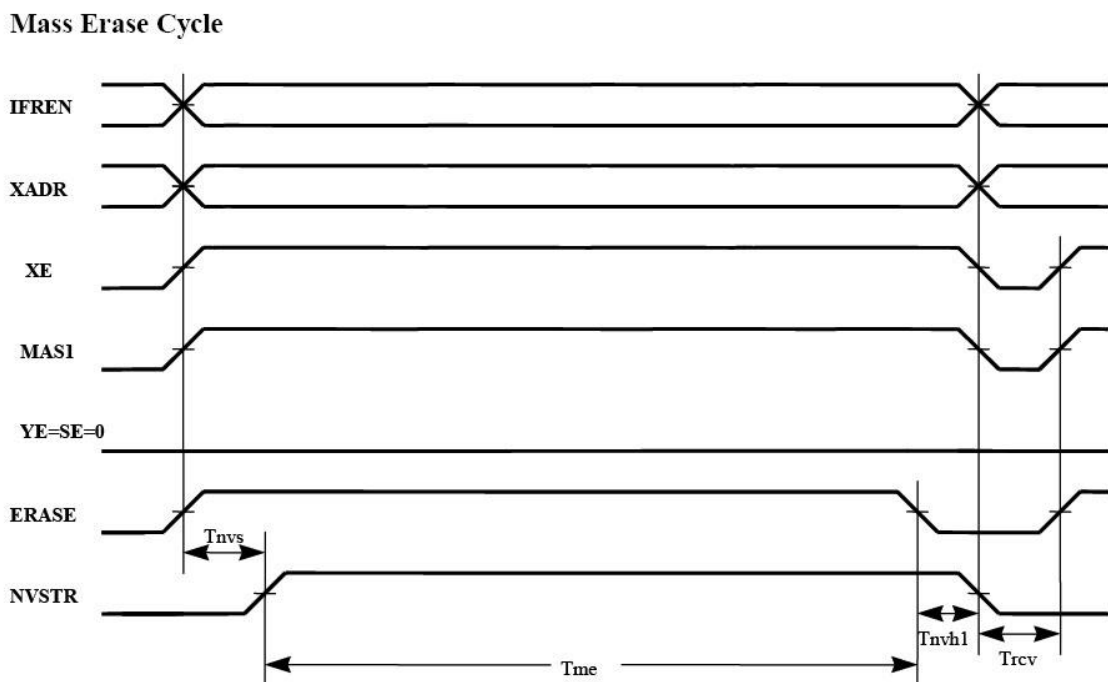 Mass Erase Cycle
IFREN
XADR
XE
MAS1
YE=SE=0
ERASE
Tnvs
NVSTR
Tnvh1
Trcv
Tme